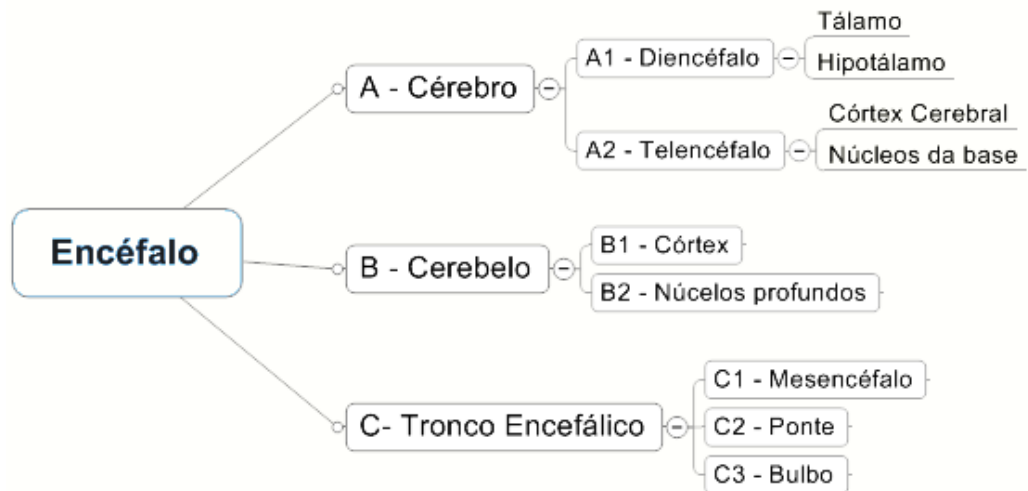 Encéfalo
A - Cérebro
A1 - Diencéfalo
Tálamo
Hipotálamo
A2 - Telencéfalo
Córtex Cerebral
Núcleos da base
B - Cerebelo
B1 - Córtex
B2 - Núcelos profundos
C- Tronco Encefálico
C1 - Mesencéfalo
C2 - Ponte
C3 - Bulbo